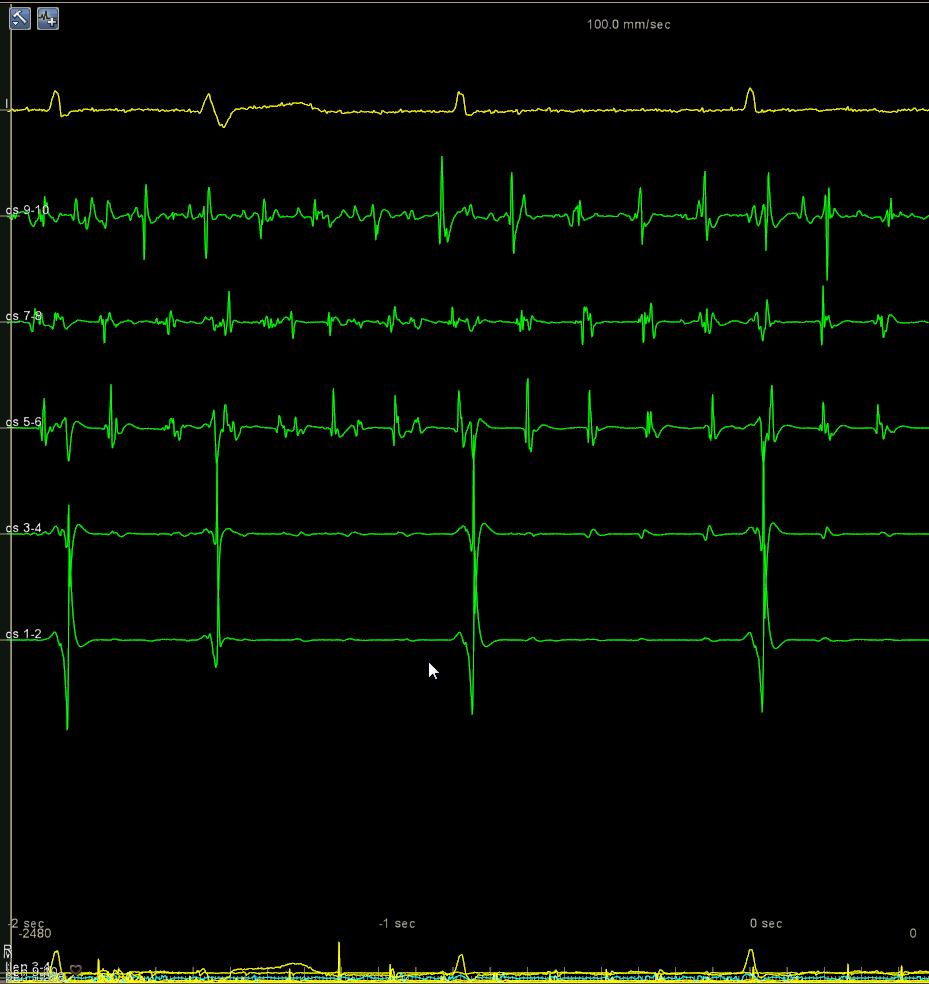 100.0 mm/sec
I
cs 9-10
cs 7-8
cs 5-6
cs 3-4
cs 1-2
-2 sec
-1 sec
0 sec
-2480
0